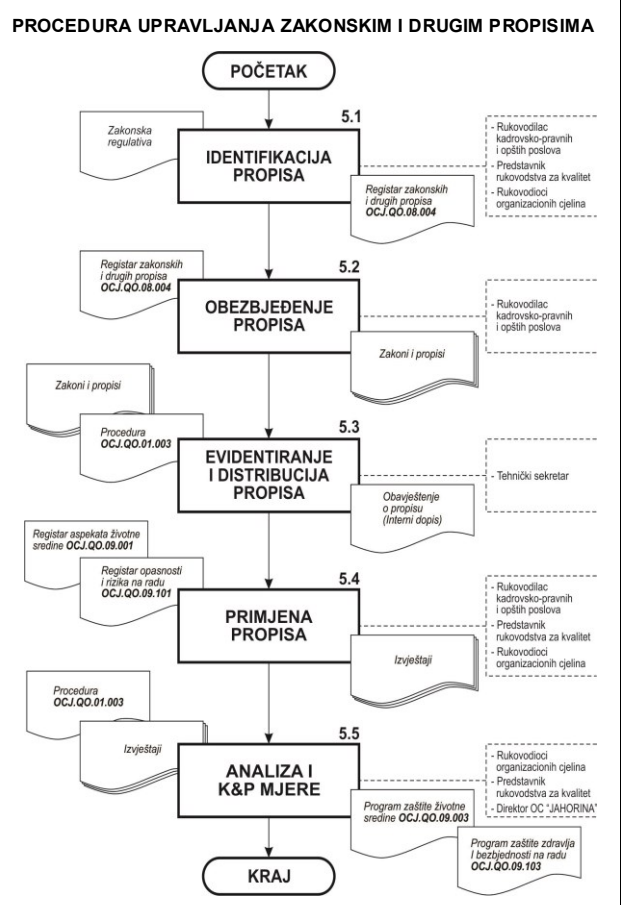 PROCEDURA UPRAVLJANJA ZAKONSKIM I DRUGIM PROPISIMA
POČETAK
5.1
Zakonska
regulativa
IDENTIFIKACIJA
PROPISA
- Rukovodilac
kadrovsko-pravnih
i opštih poslova
- Predstavnik
rukovodstva za kvalitet
- Rukovodioci
organizacionih cjelina
Registar zakonskih
i drugih propisa
OCJ.QO.08.004
5.2
Registar zakonskih
i drugih propisa
OCJ.QO.08.004
OBEZBJEĐENJE
PROPISA
- Rukovodilac
kadrovsko-pravnih
i opštih poslova
Zakoni i propisi
Zakoni i propisi
5.3
Procedura
OCJ.QO.01.003
EVIDENTIRANJE
I DISTRIBUCIJA
PROPISA
- Tehnički sekretar
Obavještenje
o propisu
(Interni dopis)
Registar aspekata životne
sredine OCJ.QO.09.001
5.4
Registar opasnosti
i rizika na radu
OCJ.QO.09.101
PRIMJENA
PROPISA
- Rukovodilac
kadrovsko-pravnih
i opštih poslova
- Predstavnik
rukovodstva za kvalitet
- Rukovodioci
organizacionih cjelina
Izvještaji
Procedura
OCJ.QO.01.003
5.5
Izvještaji
ANALIZA I
K&P MJERE
- Rukovodioci
organizacionih cjelina
- Predstavnik
rukovodstva za kvalitet
- Direktor OC "JAHORINA"
Program zaštite životne
sredine OCJ.QO.09.003
Program zaštite zdravlja
I bezbjednosti na radu
OCJ.QO.09.103
KRAJ